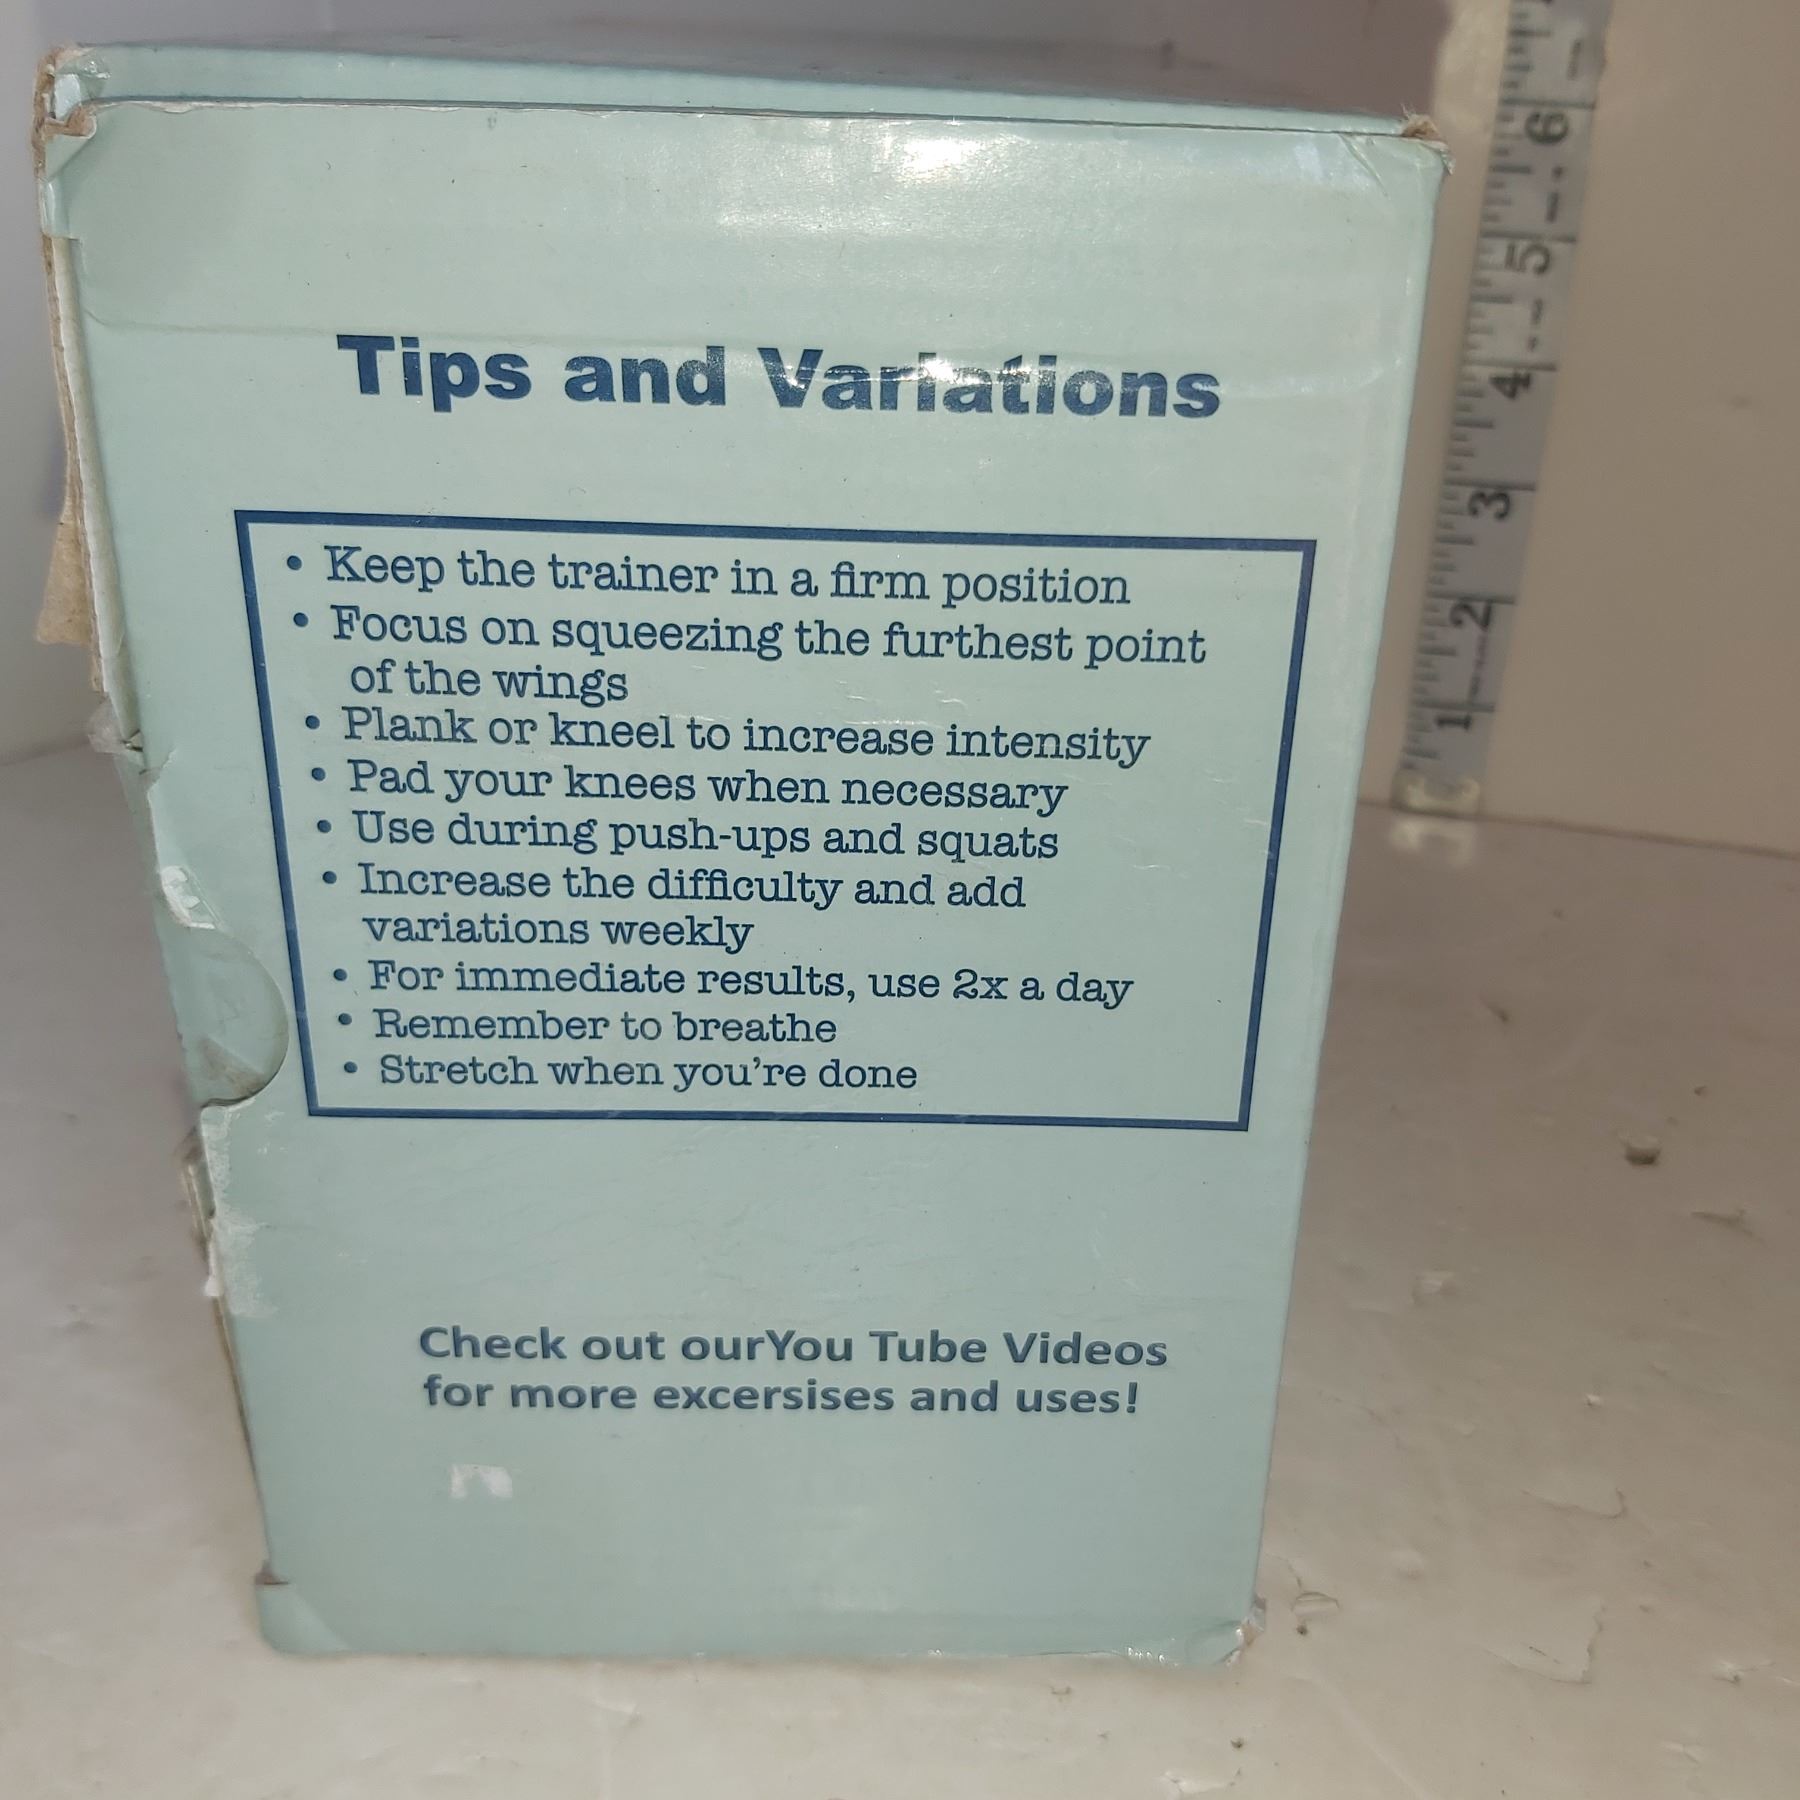 Tips and Variations
• Keep the trainer in a firm position
• Focus on squeezing the furthest point
of the wings
• Plank or kneel to increase intensity
• Pad your knees when necessary
• Use during push-ups and squats
• Increase the difficulty and add
variations weekly
• For immediate results, use 2x a day
• Remember to breathe
• Stretch when you're done
Check out ourYou Tube Videos
for more excersises and uses!
6
5
4
3
2
1